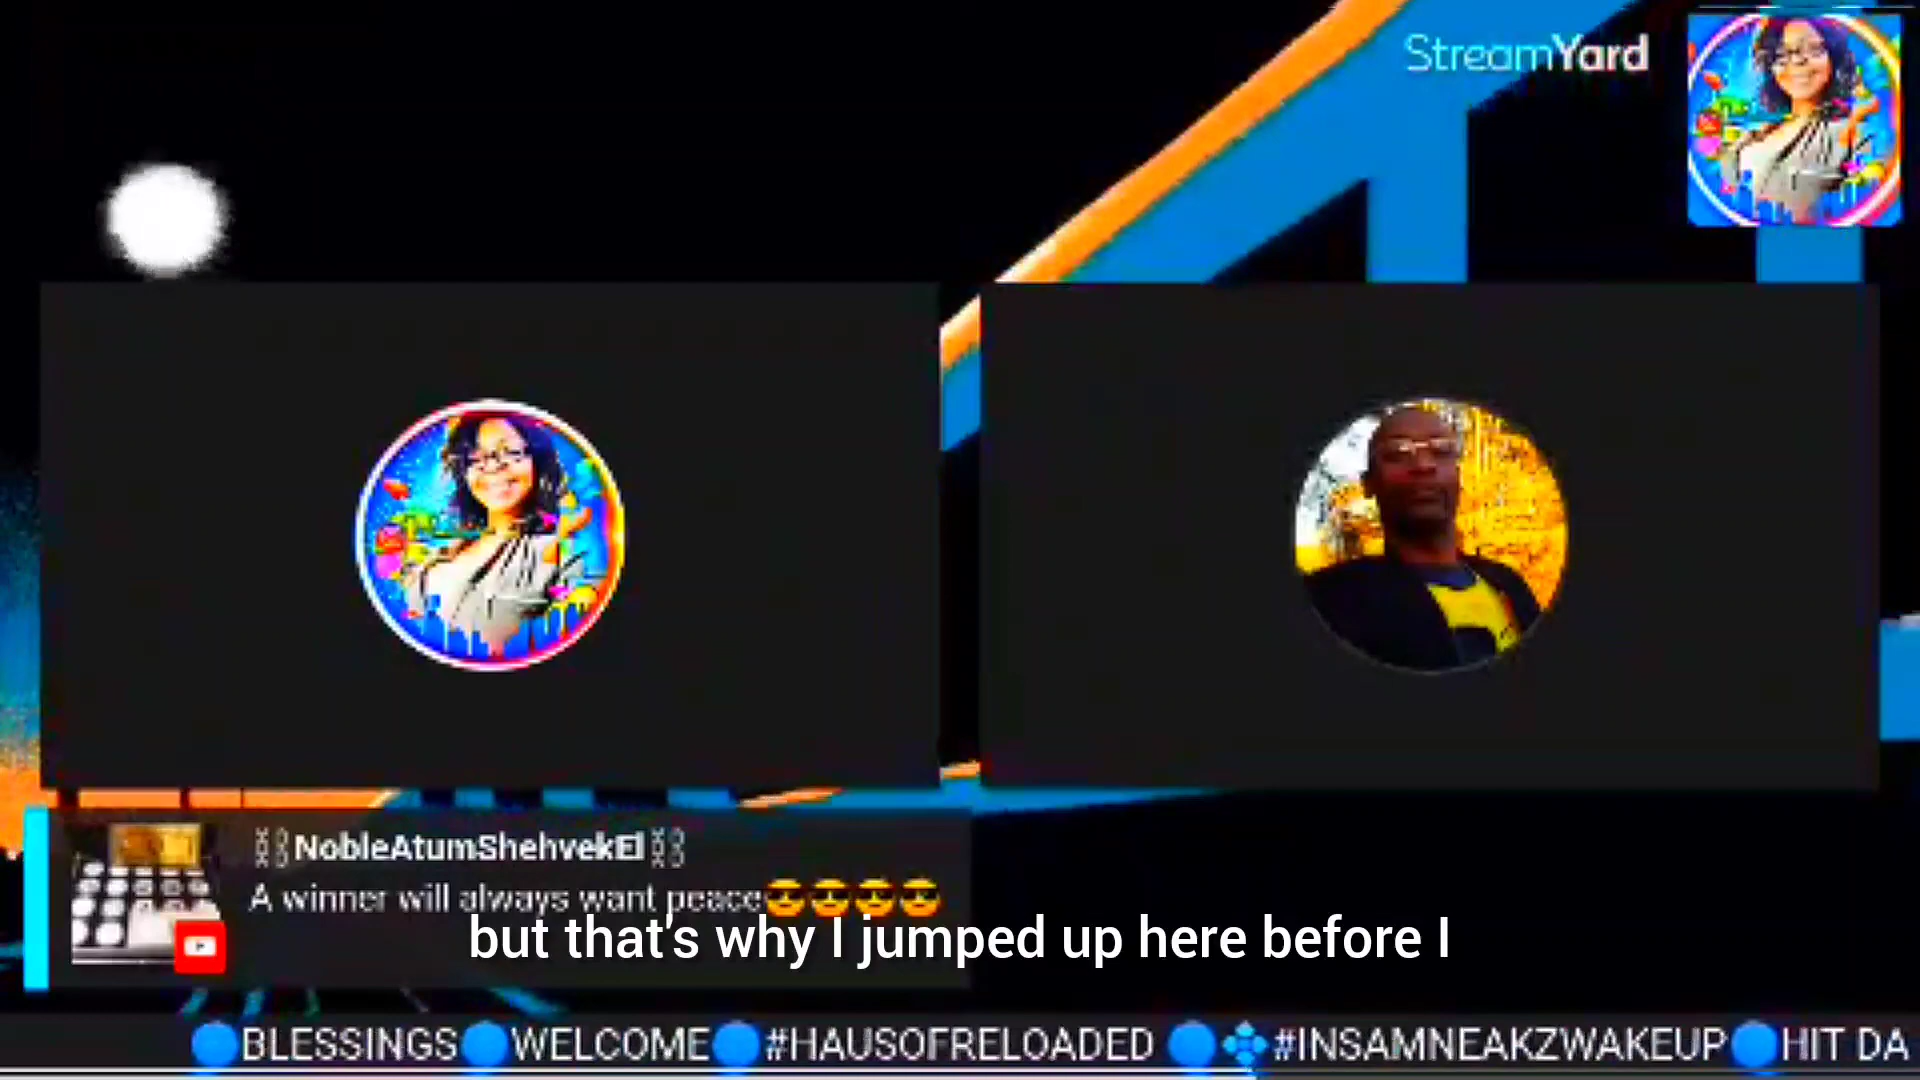 StreamYard
⛓NobleAtumShehvekEl⛓
A winner will always want peace😎😎😎😎
but that's why I jumped up here before I
🔵BLESSINGS🔵WELCOME🔵#HAUSOFRELOADED 🔵💠#INSAMNEAKZWAKEUP🔵HIT DA